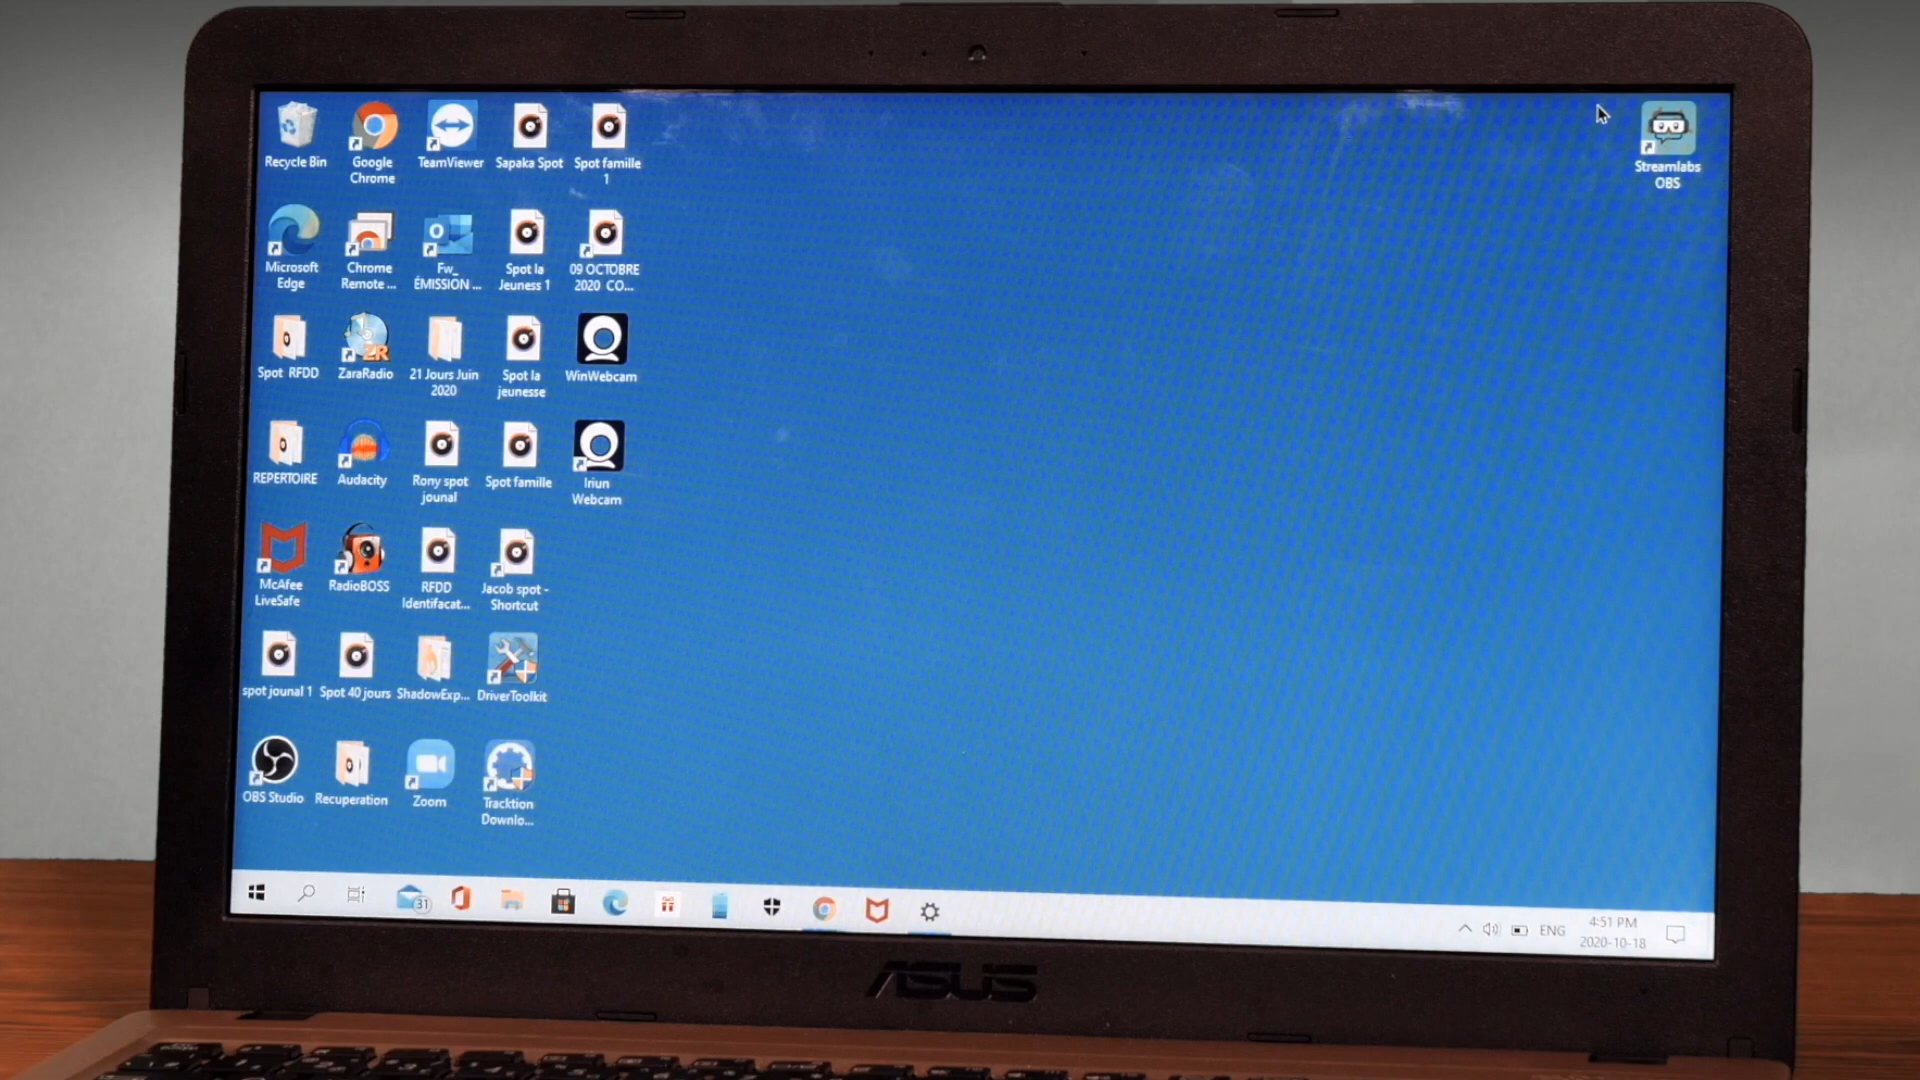 Recycle Bin
Google
Chrome
TeamViewer
Sapaka Spot
Spot famille
1
Streamlabs
OBS
Microsoft
Edge
Chrome
Remote ...
Fw_
ÉMISSION ...
Spot la
Jeuness 1
09 OCTOBRE
2020 CO...
Spot RFDD
ZaraRadio
21 Jours Juin
2020
Spot la
jeunesse
WinWebcam
REPERTOIRE
Audacity
Rony spot
jounal
Spot famille
Iriun
Webcam
McAfee
LiveSafe
RadioBOSS
RFDD
Identifacat...
Jacob spot -
Shortcut
spot jounal 1
Spot 40 jours
ShadowExp...
DriverToolkit
OBS Studio
Recuperation
Zoom
Tracktion
Downlo...
31
ENG
4:51 PM
2020-10-18
ASUS